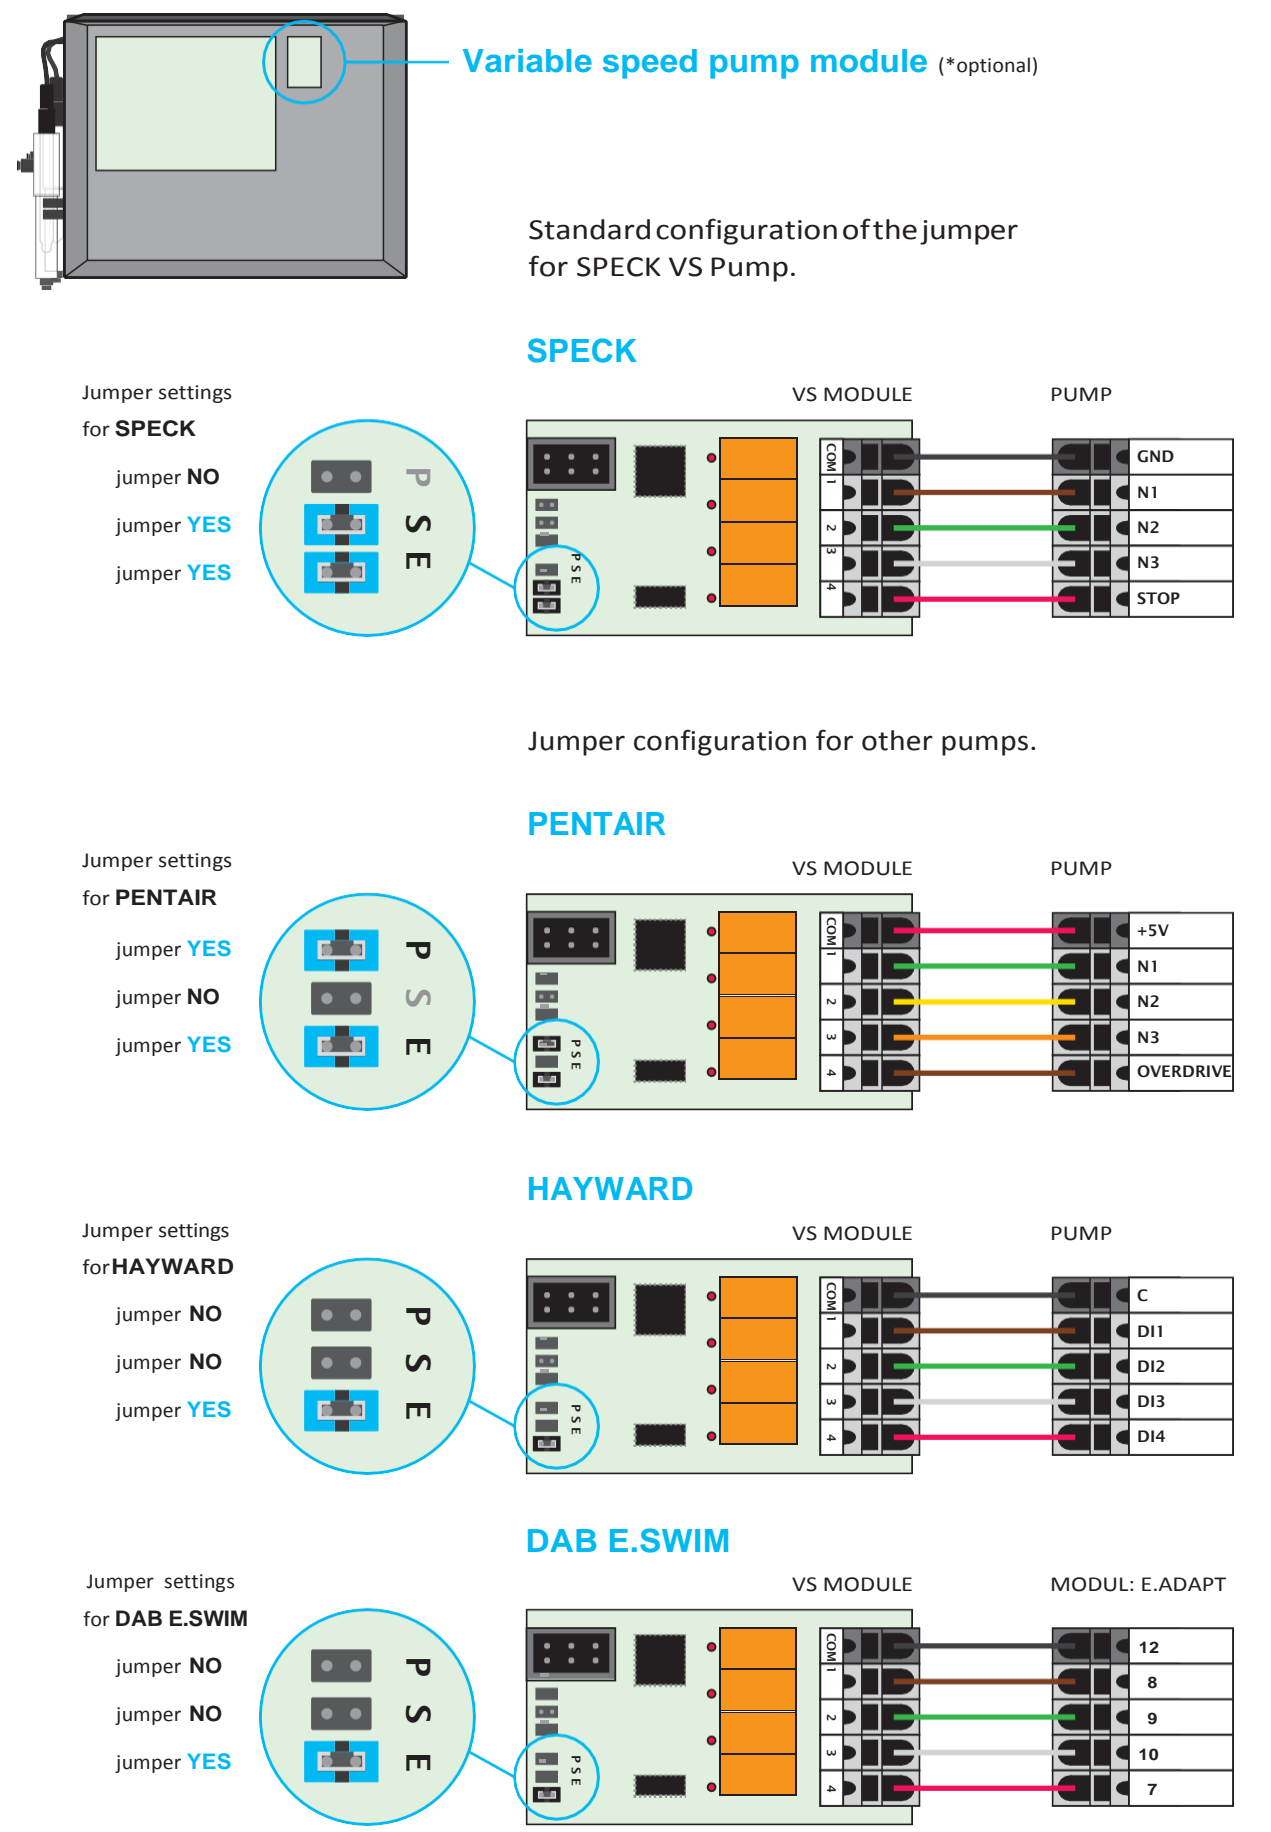 Variable speed pump module (*optional)
Standard configuration of the jumper
for SPECK VS Pump.
SPECK
Jumper settings
for SPECK
jumper NO
jumper YES
jumper YES
P
S
E
P S E
VS MODULE
PUMP
COM
1
2
3
4
GND
N1
N2
N3
STOP
Jumper configuration for other pumps.
PENTAIR
Jumper settings
for PENTAIR
jumper YES
jumper NO
jumper YES
P
S
E
P S E
VS MODULE
PUMP
COM
1
2
3
4
+5V
N1
N2
N3
OVERDRIVE
HAYWARD
Jumper settings
for HAYWARD
jumper NO
jumper NO
jumper YES
P
S
E
P S E
VS MODULE
PUMP
COM
1
2
3
4
C
DI1
DI2
DI3
DI4
DAB E.SWIM
Jumper settings
for DAB E.SWIM
jumper NO
jumper NO
jumper YES
P
S
E
P S E
VS MODULE
MODUL: E.ADAPT
COM
1
2
3
4
12
8
9
10
7